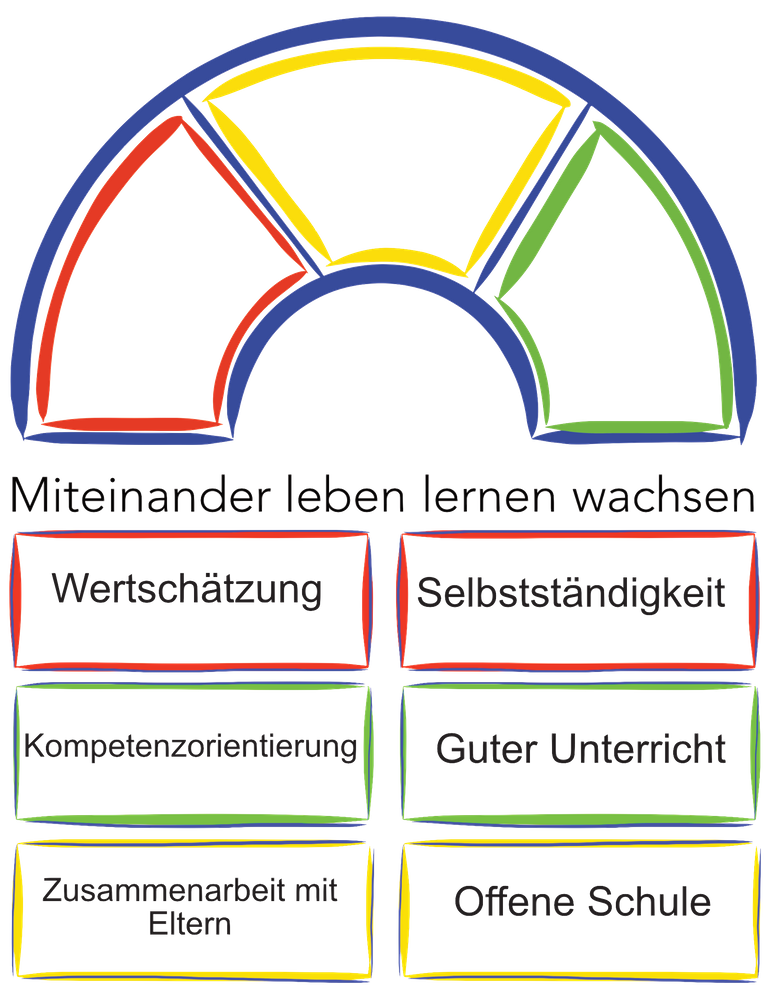 Miteinander leben lernen wachsen
Wertschätzung
Selbstständigkeit
Kompetenzorientierung
Guter Unterricht
Zusammenarbeit mit
Eltern
Offene Schule